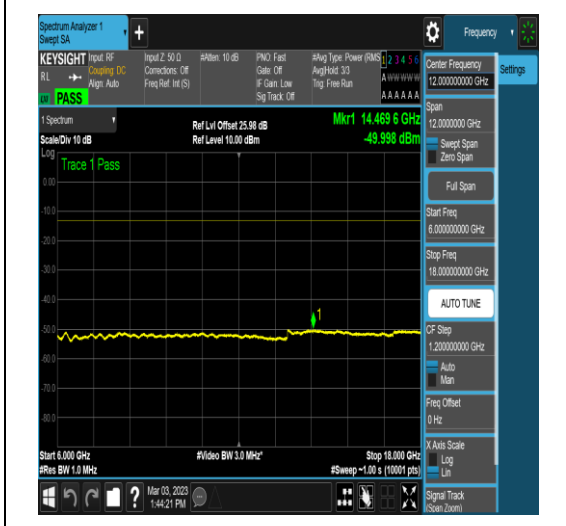 Spectrum Analyzer 1
Swept SA
+
Frequency
KEYSIGHT
RL
LM PASS
Input: RF
Coupling: DC
Align: Auto
Input Z: 50 Ω
Corrections: Off
Freq Ref: Int (S)
#Atten: 10 dB
PNO: Fast
Gate: Off
IF Gain: Low
Sig Track: Off
#Avg Type: Power (RMS
Avg|Hold: 3/3
Trig: Free Run
1 2 3 4 5 6
A W W W W W
A A A A A A
1 Spectrum
Scale/Div 10 dB
Ref Lvl Offset 25.98 dB
Ref Level 10.00 dBm
Mkr1 14.469 6 GHz
-49.998 dBm
Log
Trace 1 Pass
0.00
-10.0
-20.0
-30.0
-40.0
-50.0
-60.0
-70.0
-80.0
1
Start 6.000 GHz
#Res BW 1.0 MHz
#Video BW 3.0 MHz*
Stop 18.000 GHz
#Sweep ~1.00 s (10001 pts)
?
Mar 03, 2023
1:44:21 PM
Center Frequency
12.000000000 GHz
Settings
Span
12.0000000 GHz
Swept Span
Zero Span
Full Span
Start Freq
6.000000000 GHz
Stop Freq
18.000000000 GHz
AUTO TUNE
CF Step
1.200000000 GHz
Auto
Man
Freq Offset
0 Hz
X Axis Scale
Log
Lin
Signal Track
(Span Zoom)